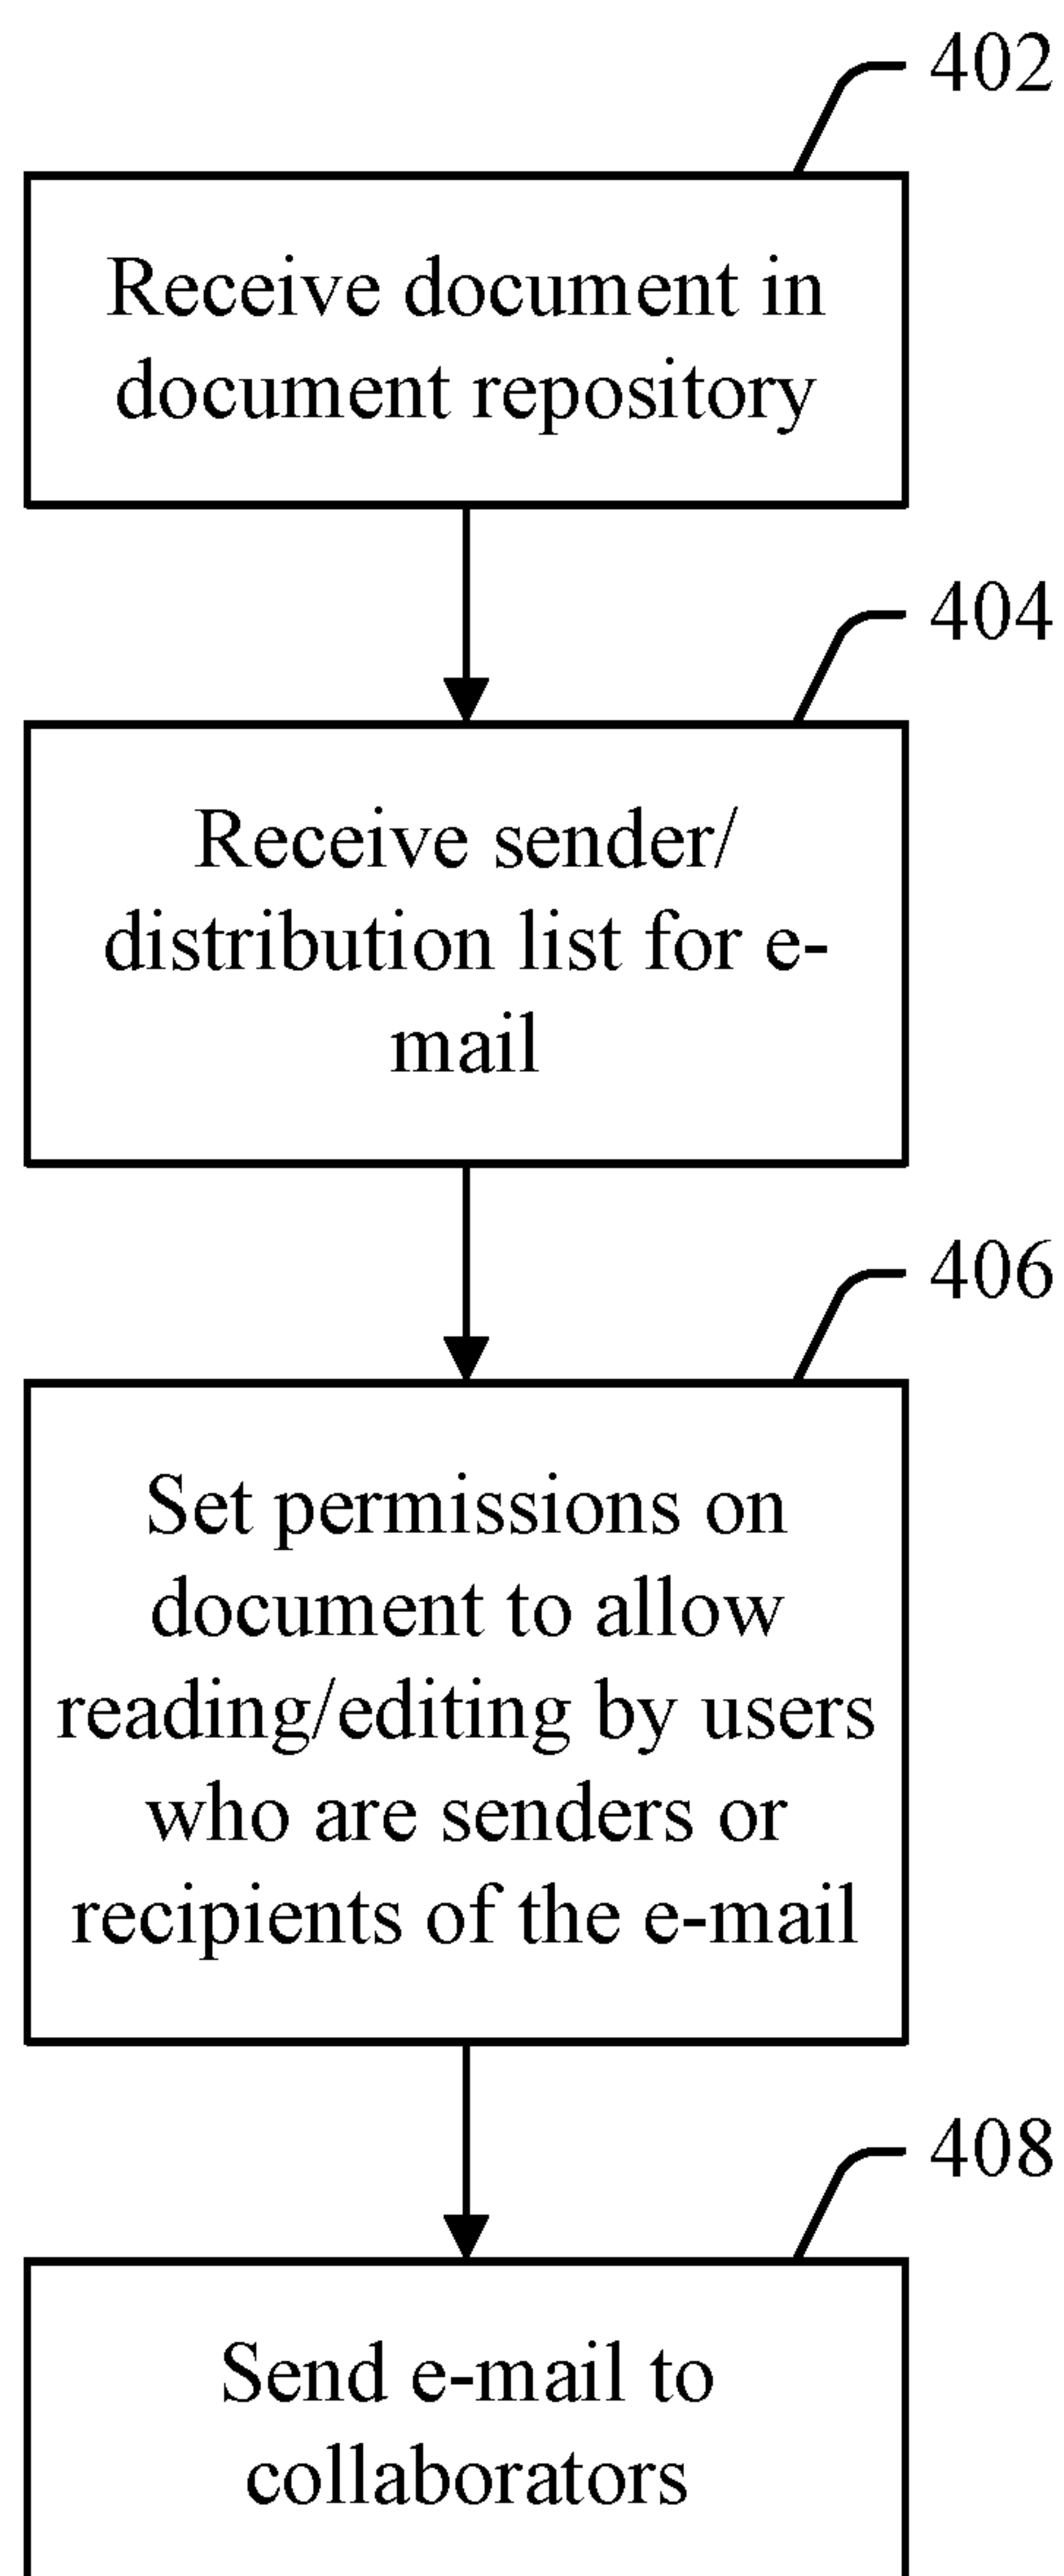 402
Receive document in
document repository
404
Receive sender/
distribution list for e-
mail
406
Set permissions on
document to allow
reading/editing by users
who are senders or
recipients of the e-mail
408
Send e-mail to
collaborators